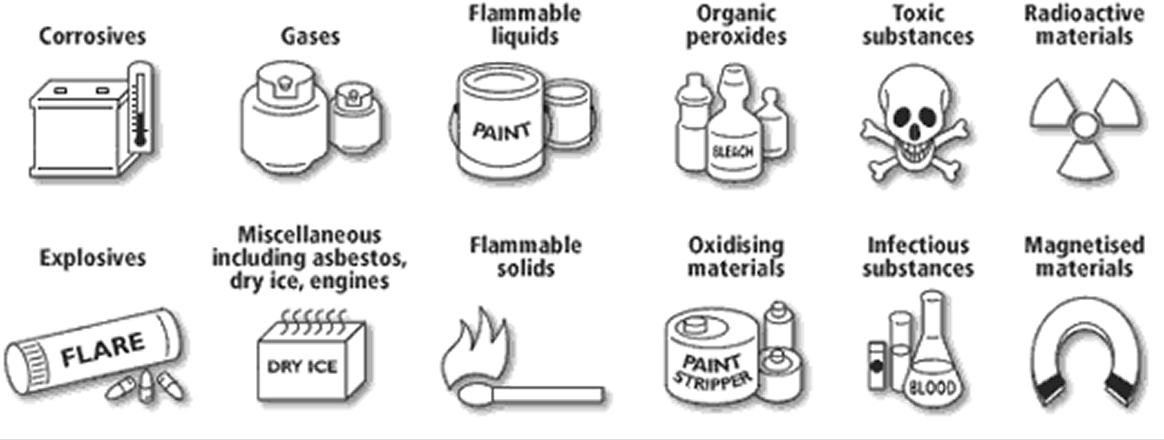 Corrosives
Gases
Flammable
liquids
Organic
peroxides
Toxic
substances
Radioactive
materials
PAINT
BLEACH
Explosives
Miscellaneous
including asbestos,
dry ice, engines
Flammable
solids
Oxidising
materials
Infectious
substances
Magnetised
materials
FLARE
DRY ICE
PAINT
STRIPPER
BLOOD